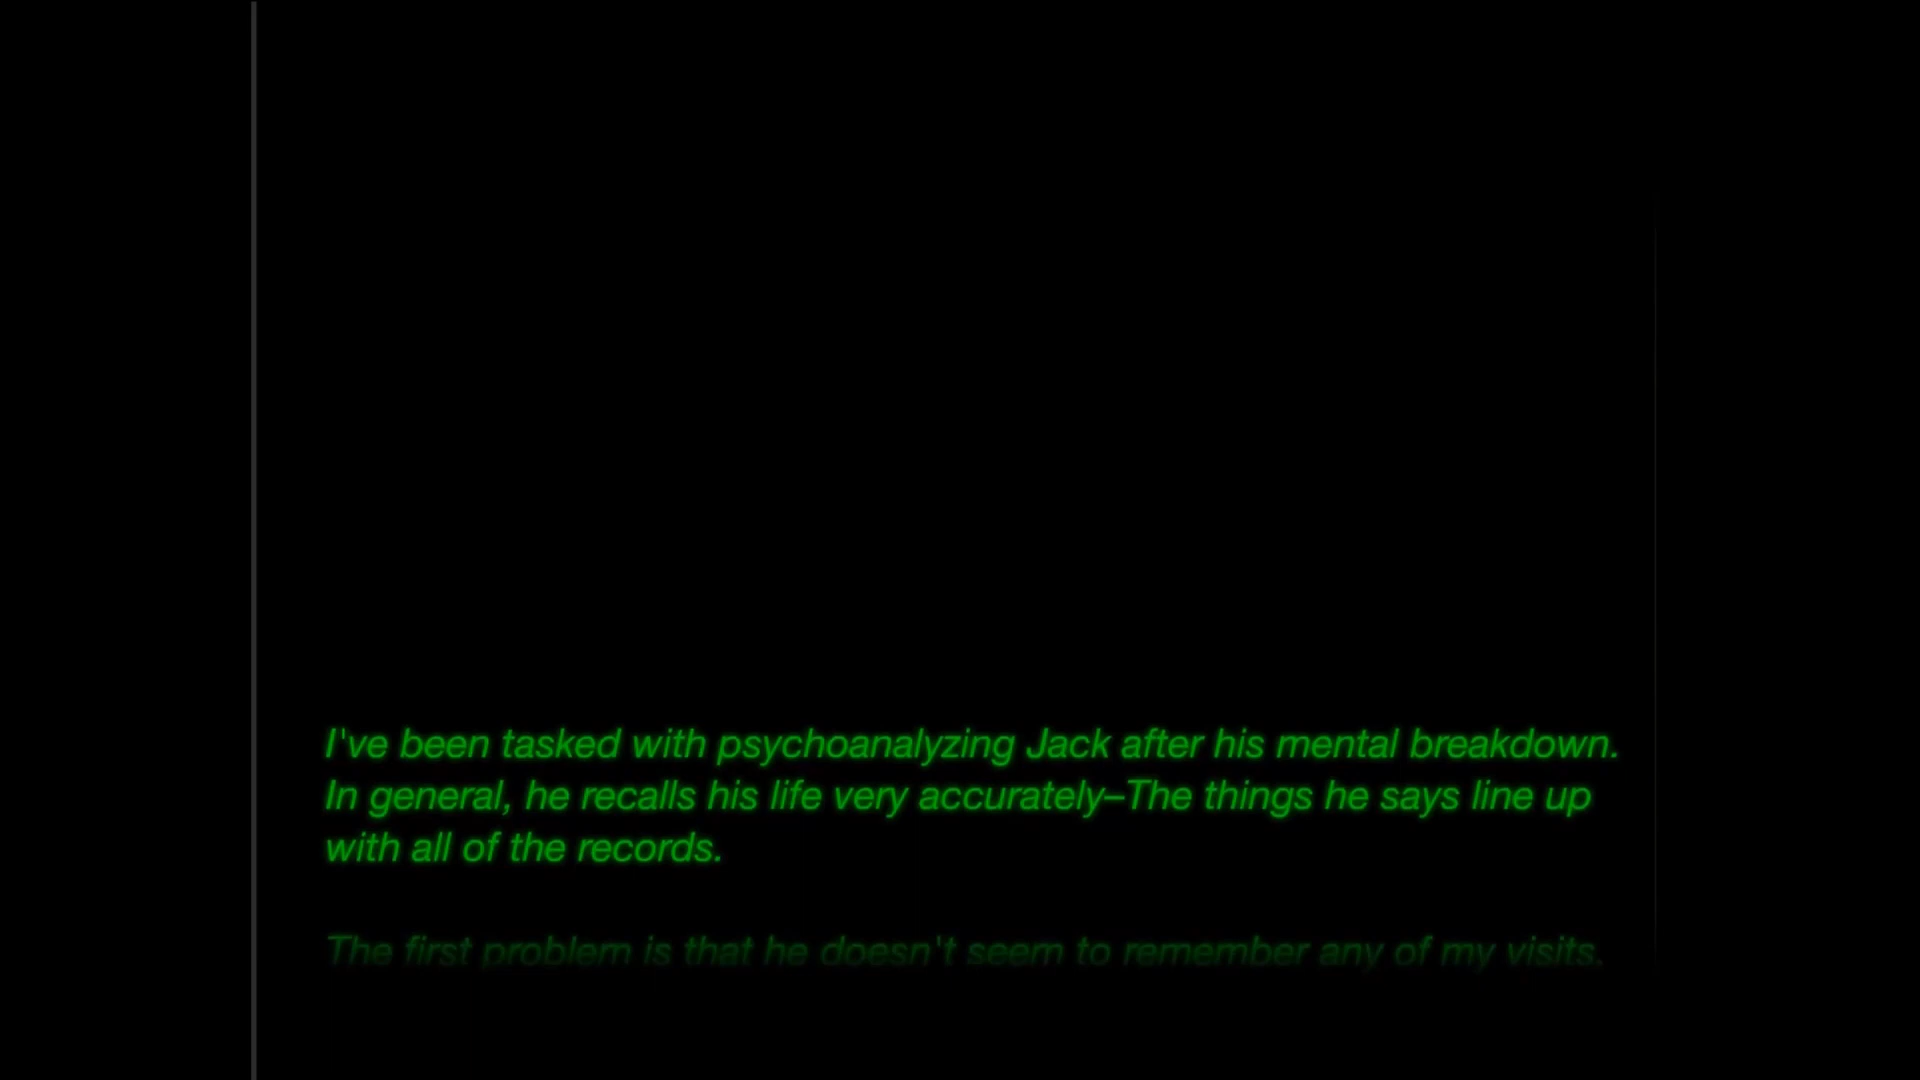 I've been tasked with psychoanalyzing Jack after his mental breakdown.
In general, he recalls his life very accurately–The things he says line up
with all of the records.
The first problem is that he doesn't seem to remember any of my visits.